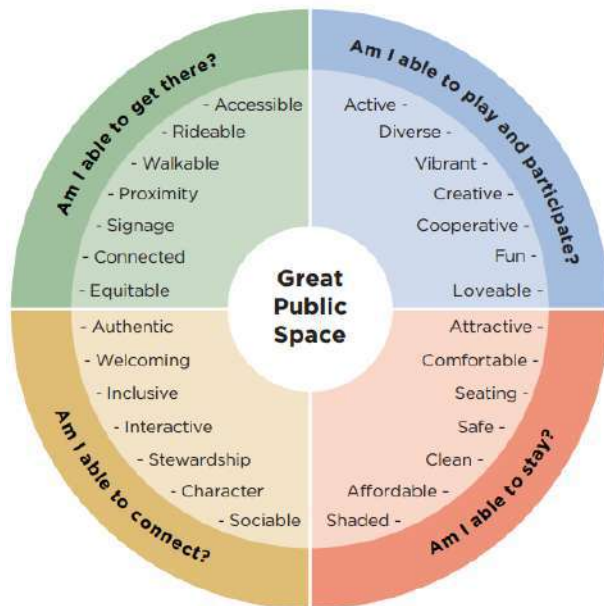 Am I able to get there?
- Accessible
- Rideable
- Walkable
- Proximity
- Signage
- Connected
- Equitable
Am I able to play and participate?
Active -
Diverse -
Vibrant -
Creative -
Cooperative -
Fun -
Loveable -
Great
Public
Space
Am I able to connect?
- Authentic
- Welcoming
- Inclusive
- Interactive
- Stewardship
- Character
- Sociable
Am I able to stay?
Attractive -
Comfortable -
Seating -
Safe -
Clean -
Affordable -
Shaded -